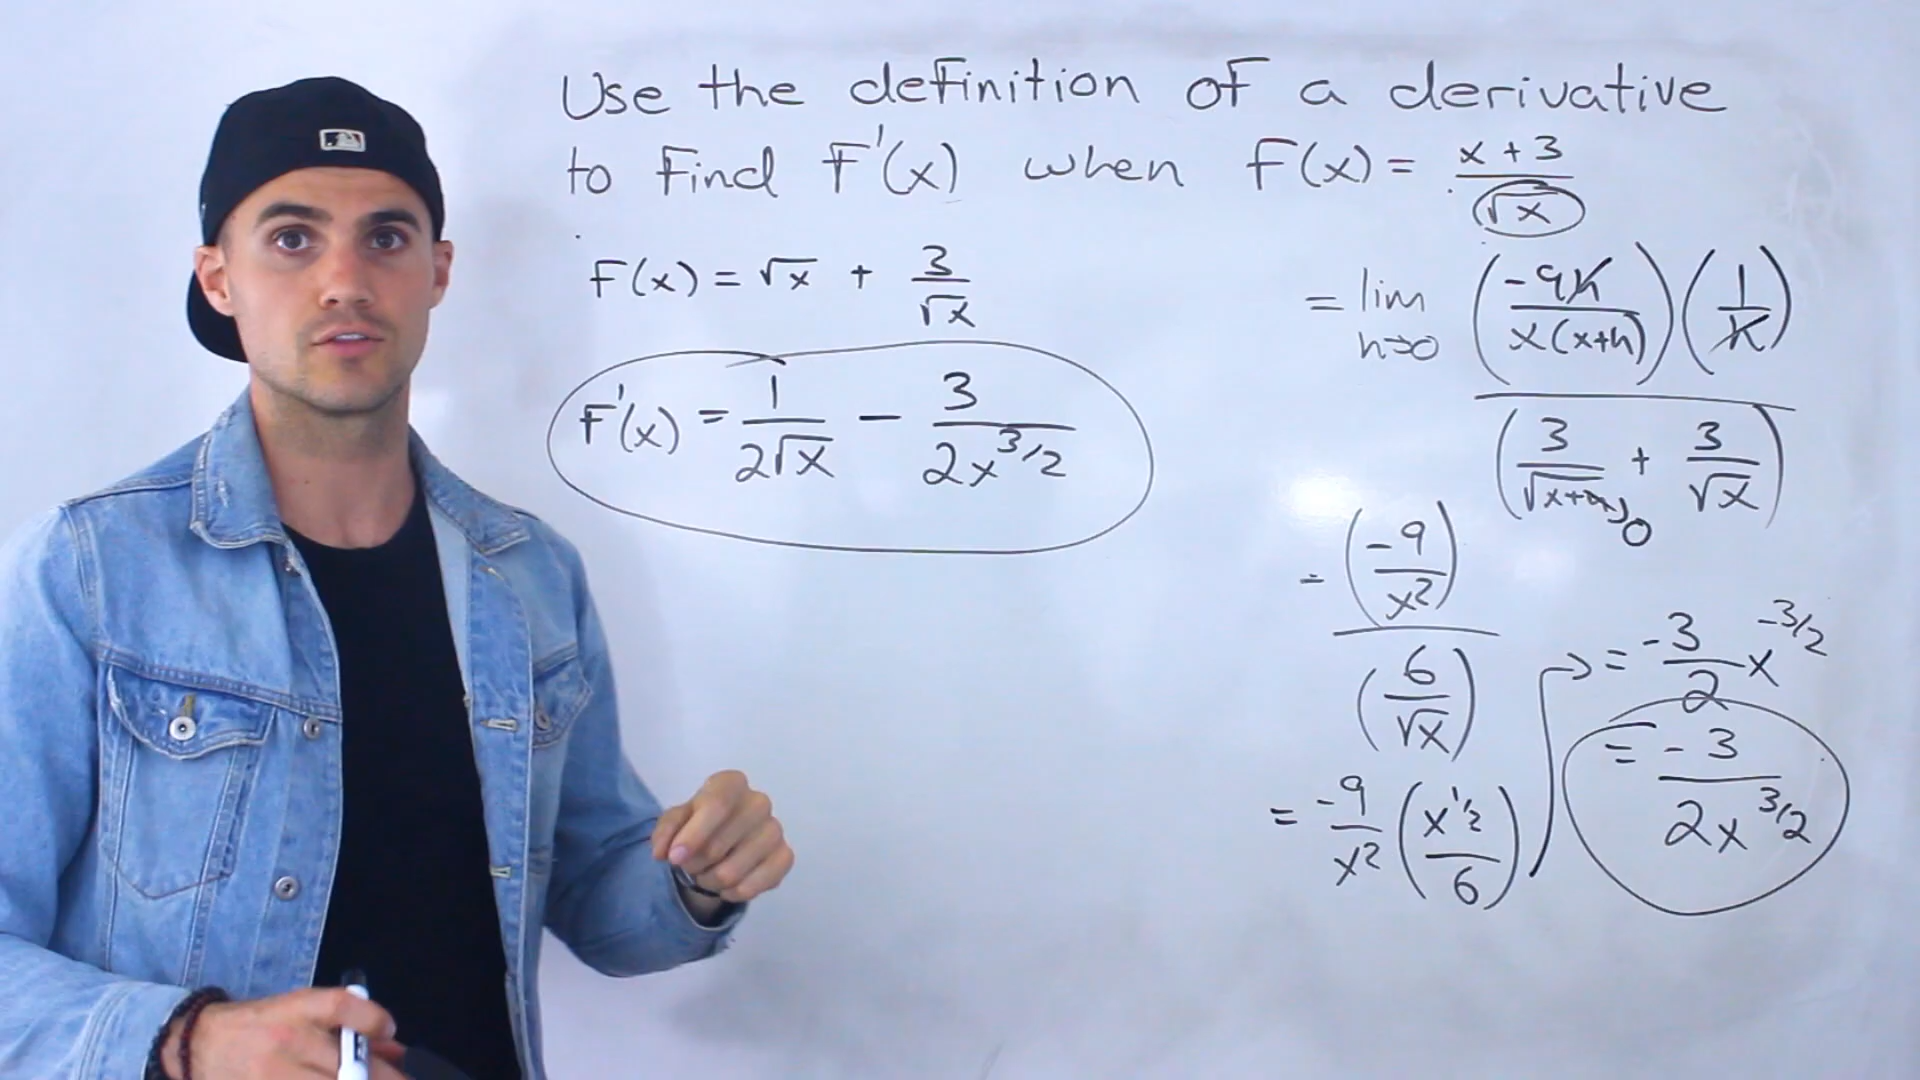 Use the definition of a derivative
to find F'(x) when F(x) = x + 3 / √x
F(x) = √x + 3/√x
F'(x) = 1/2√x - 3/2x^3/2
= lim h→0 (-9h / x(x+h)) (1/h) / (3/√x+h + 3/√x)
0
= (-9/x²) / (6/√x)
= -9/x² (x^1/2 / 6)
→ = -3/2 x^-3/2
= -3/2x^3/2